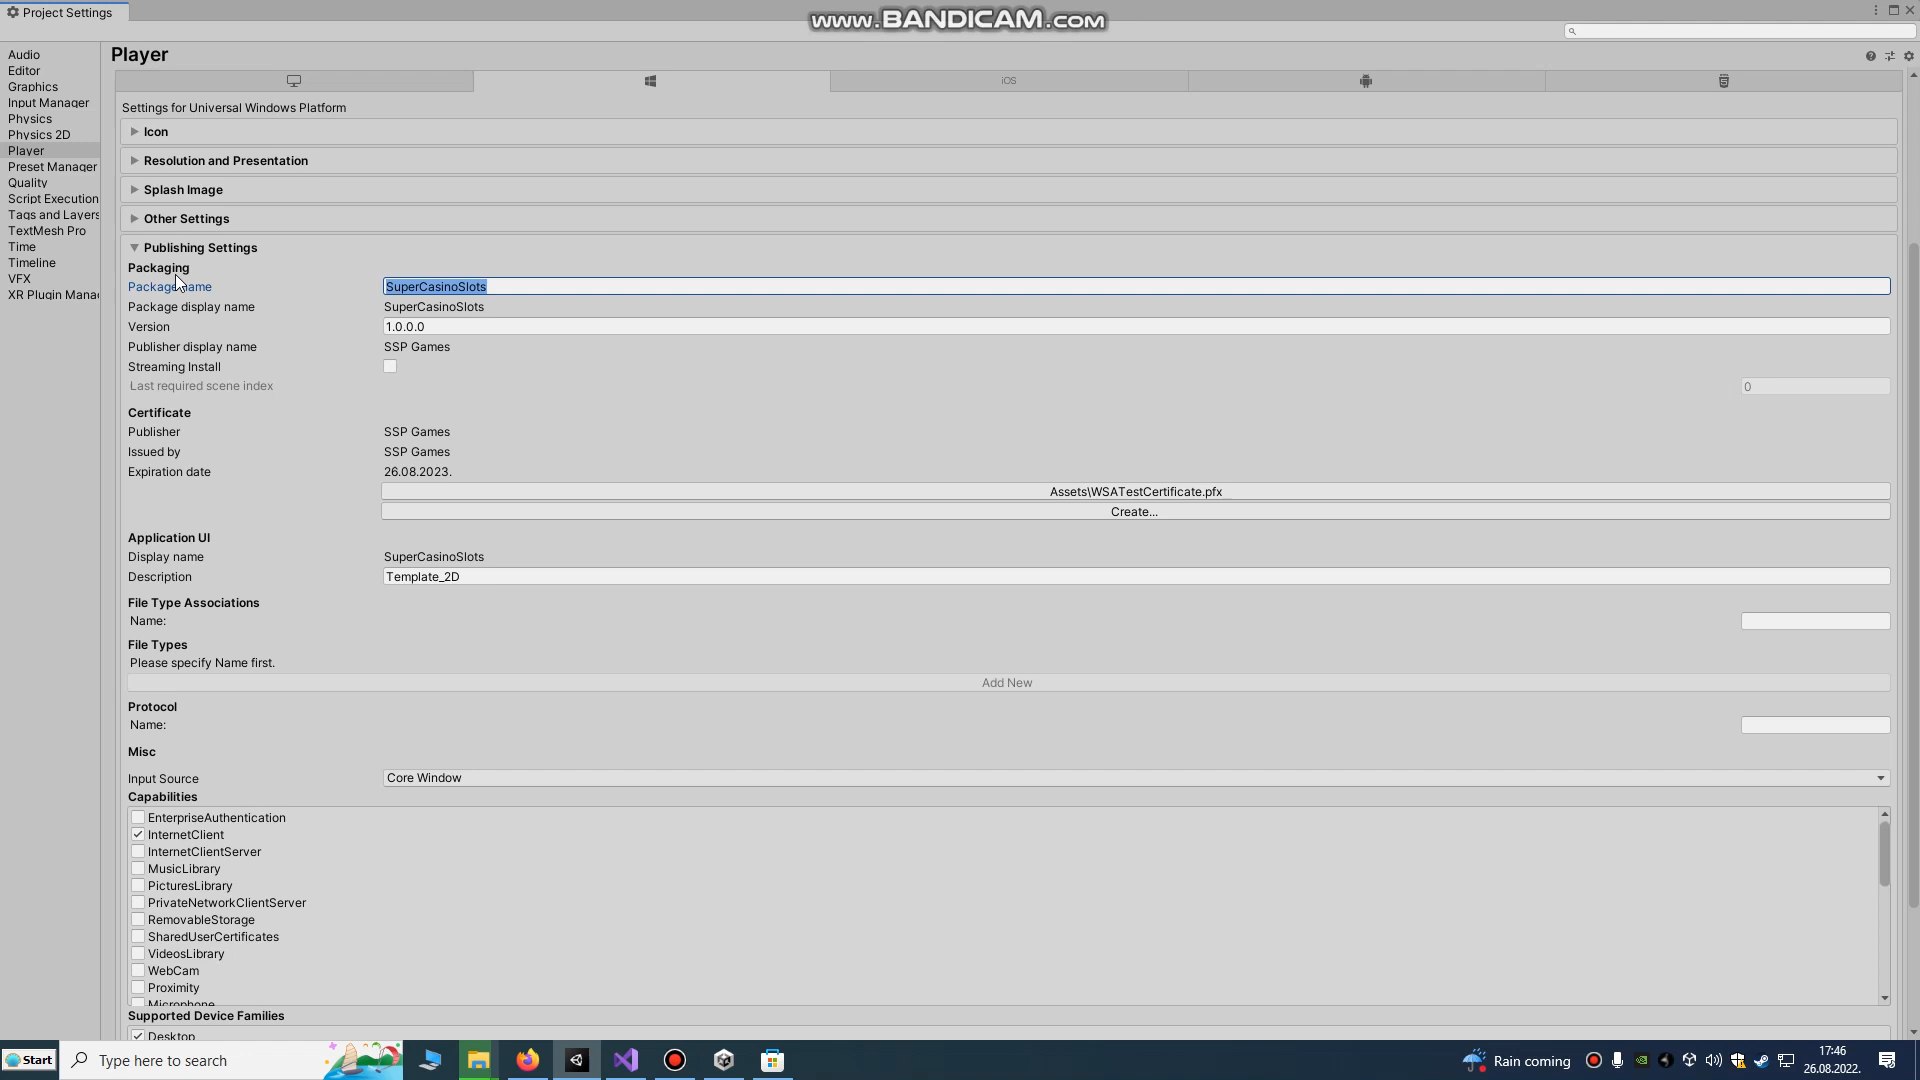 Project Settings
www.BANDICAM.com
Audio
Editor
Graphics
Input Manager
Physics
Physics 2D
Player
Preset Manager
Quality
Script Execution
Tags and Layers
TextMesh Pro
Time
Timeline
VFX
XR Plugin Mana
Player
iOS
Settings for Universal Windows Platform
Icon
Resolution and Presentation
Splash Image
Other Settings
Publishing Settings
Packaging
Package name SuperCasinoSlots
Package display name SuperCasinoSlots
Version 1.0.0.0
Publisher display name SSP Games
Streaming Install
Last required scene index 0
Certificate
Publisher SSP Games
Issued by SSP Games
Expiration date 26.08.2023.
Assets\WSATestCertificate.pfx
Create...
Application UI
Display name SuperCasinoSlots
Description Template_2D
File Type Associations
Name:
File Types
Please specify Name first.
Add New
Protocol
Name:
Misc
Input Source Core Window
Capabilities
EnterpriseAuthentication
InternetClient
InternetClientServer
MusicLibrary
PicturesLibrary
PrivateNetworkClientServer
RemovableStorage
SharedUserCertificates
VideosLibrary
WebCam
Proximity
Microphone
Supported Device Families
Desktop
Start
Type here to search
Rain coming
17:46
26.08.2022.